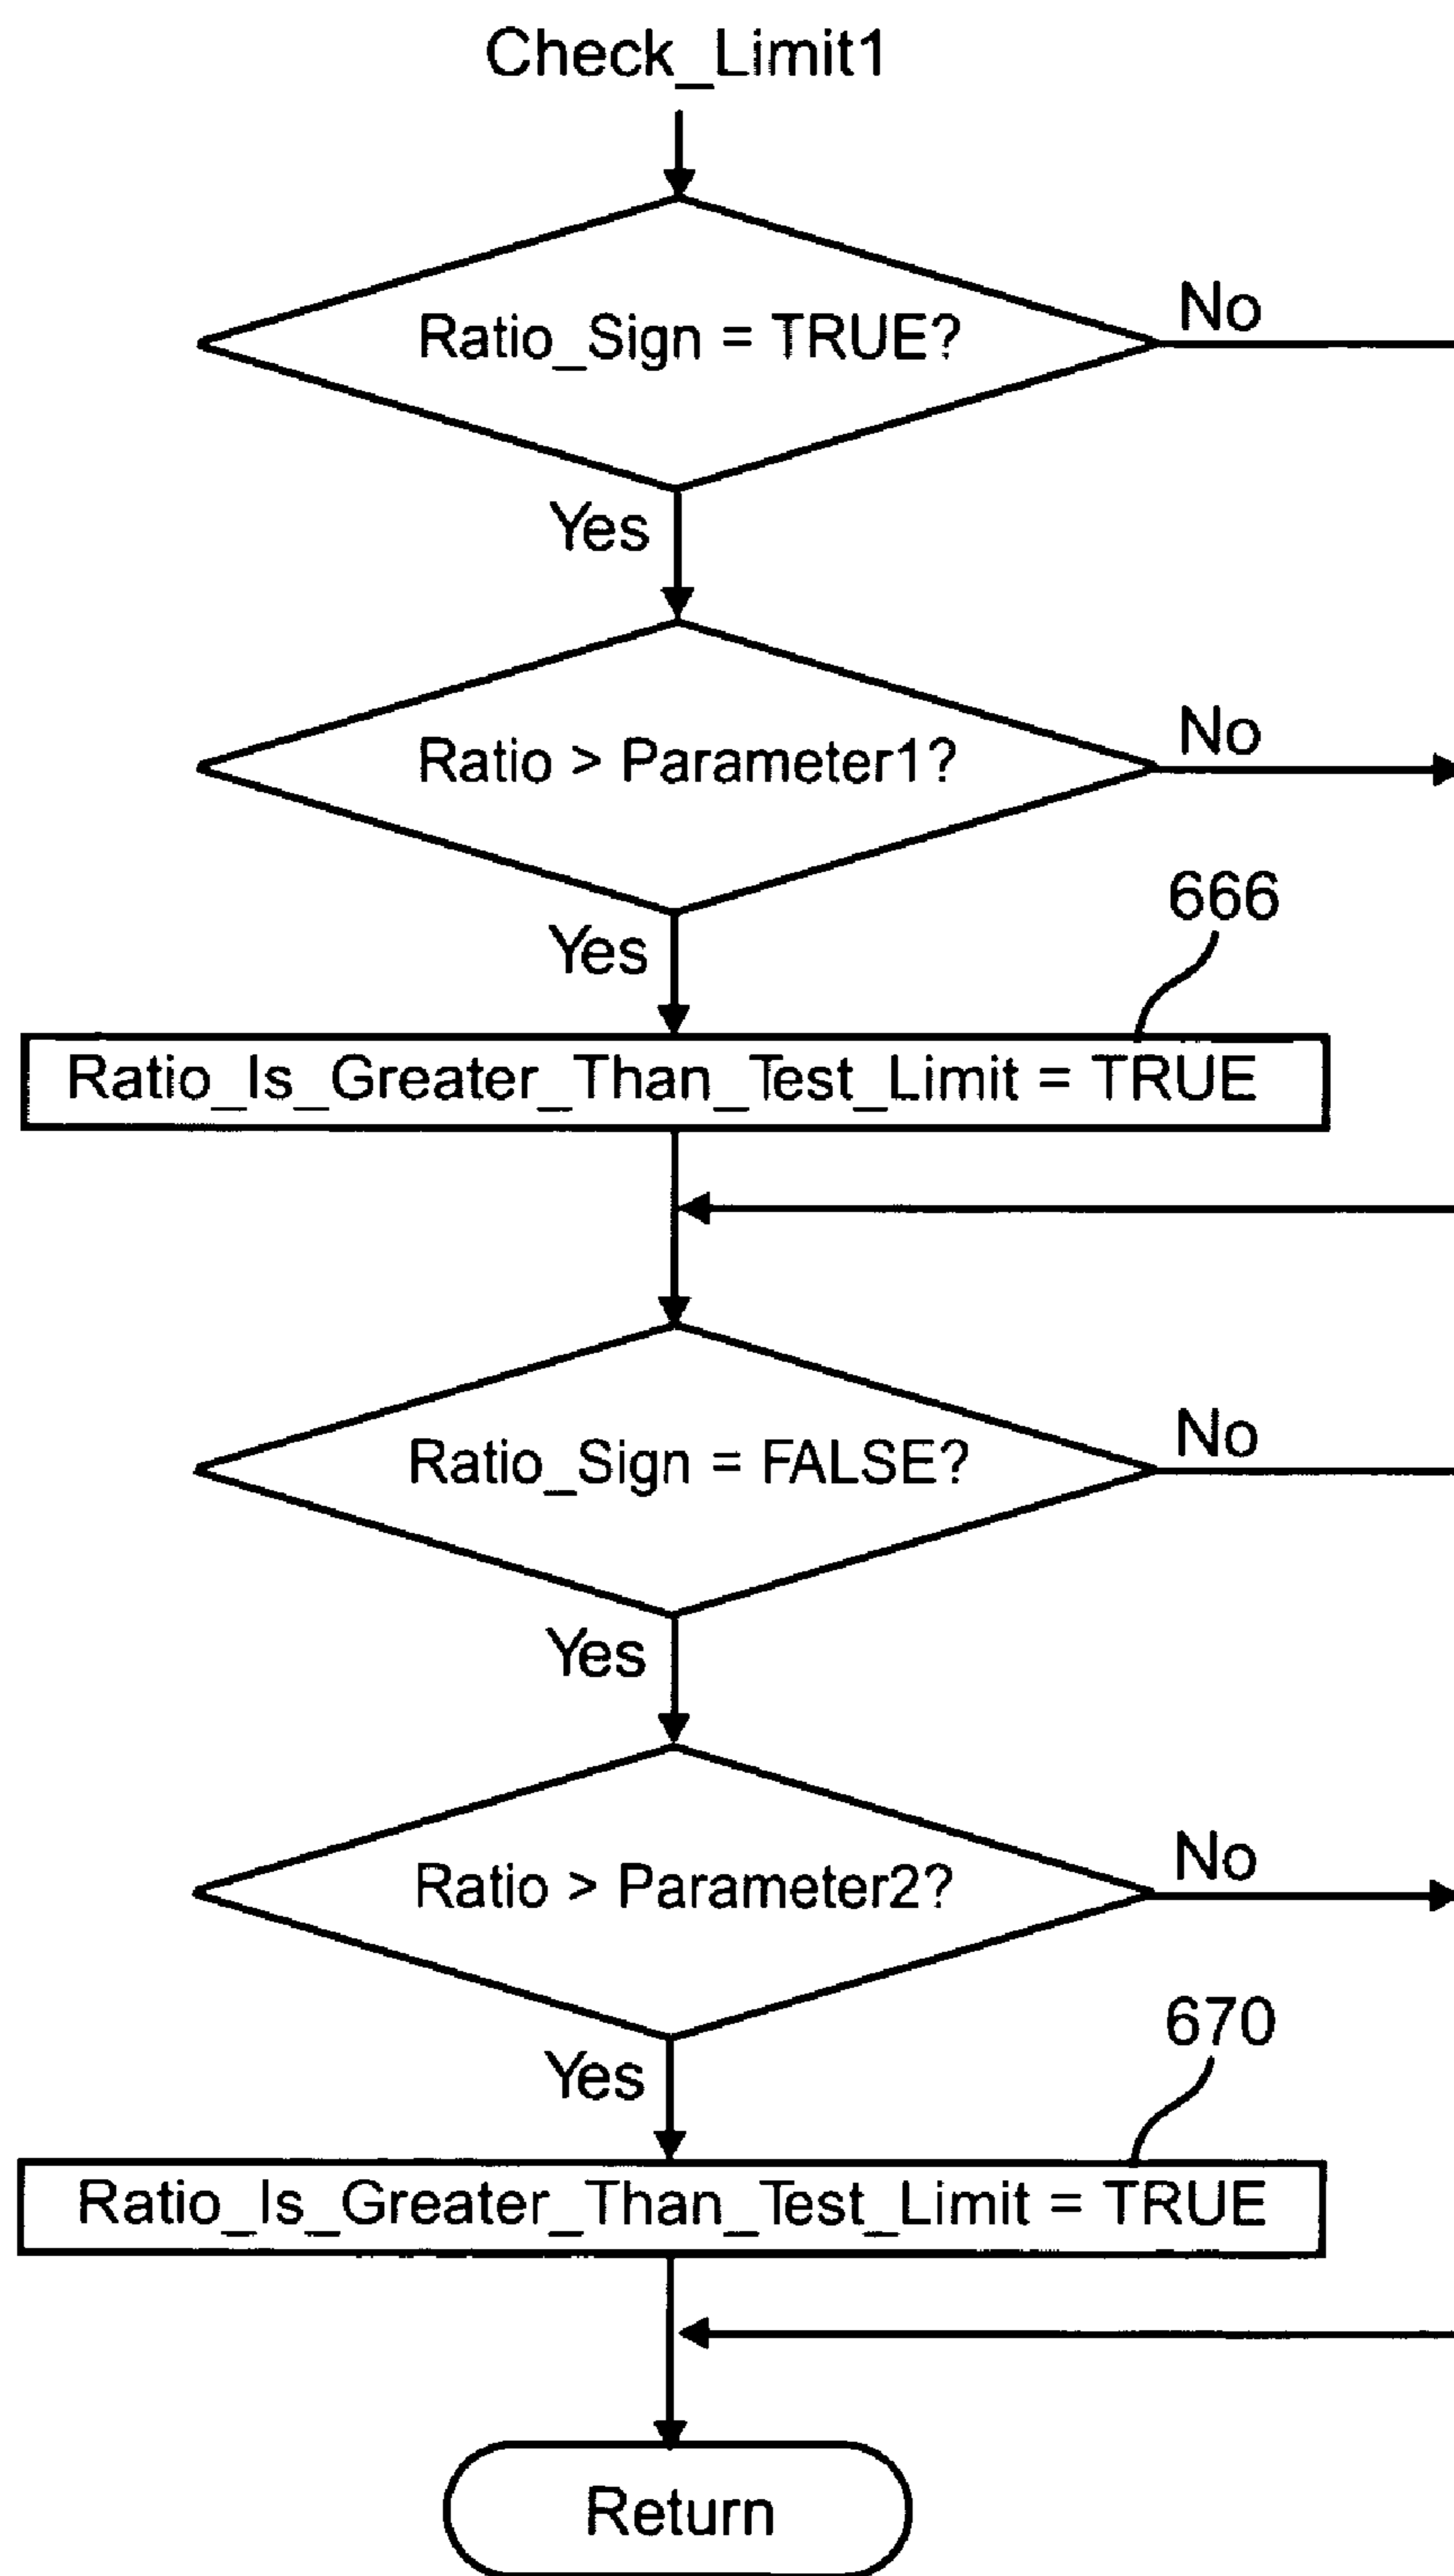 Check_Limit1
Ratio_Sign = TRUE?
No
Yes
Ratio > Parameter1?
No
Yes
666
Ratio_Is_Greater_Than_Test_Limit = TRUE
Ratio_Sign = FALSE?
No
Yes
Ratio > Parameter2?
No
Yes
670
Ratio_Is_Greater_Than_Test_Limit = TRUE
Return